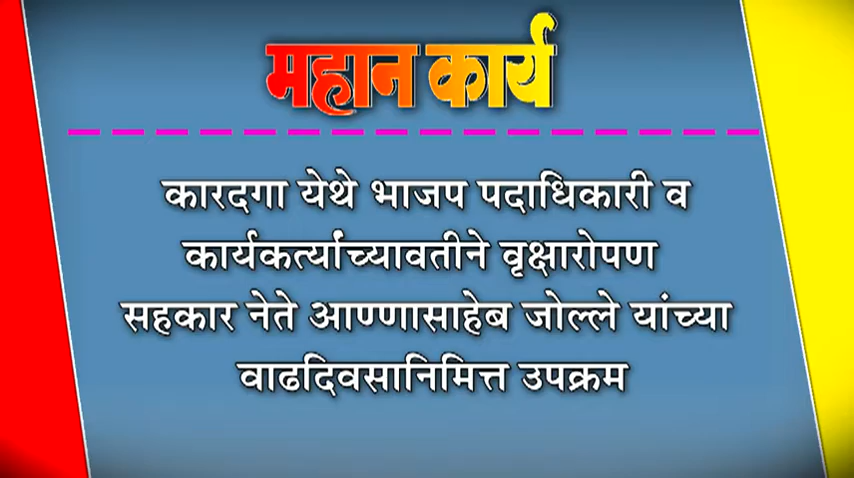 महान कार्य
कारदगा येथे भाजप पदाधिकारी व
कार्यकर्त्यांच्यावतीने वृक्षारोपण
सहकार नेते आण्णासाहेब जोल्ले यांच्या
वाढदिवसानिमित्त उपक्रम